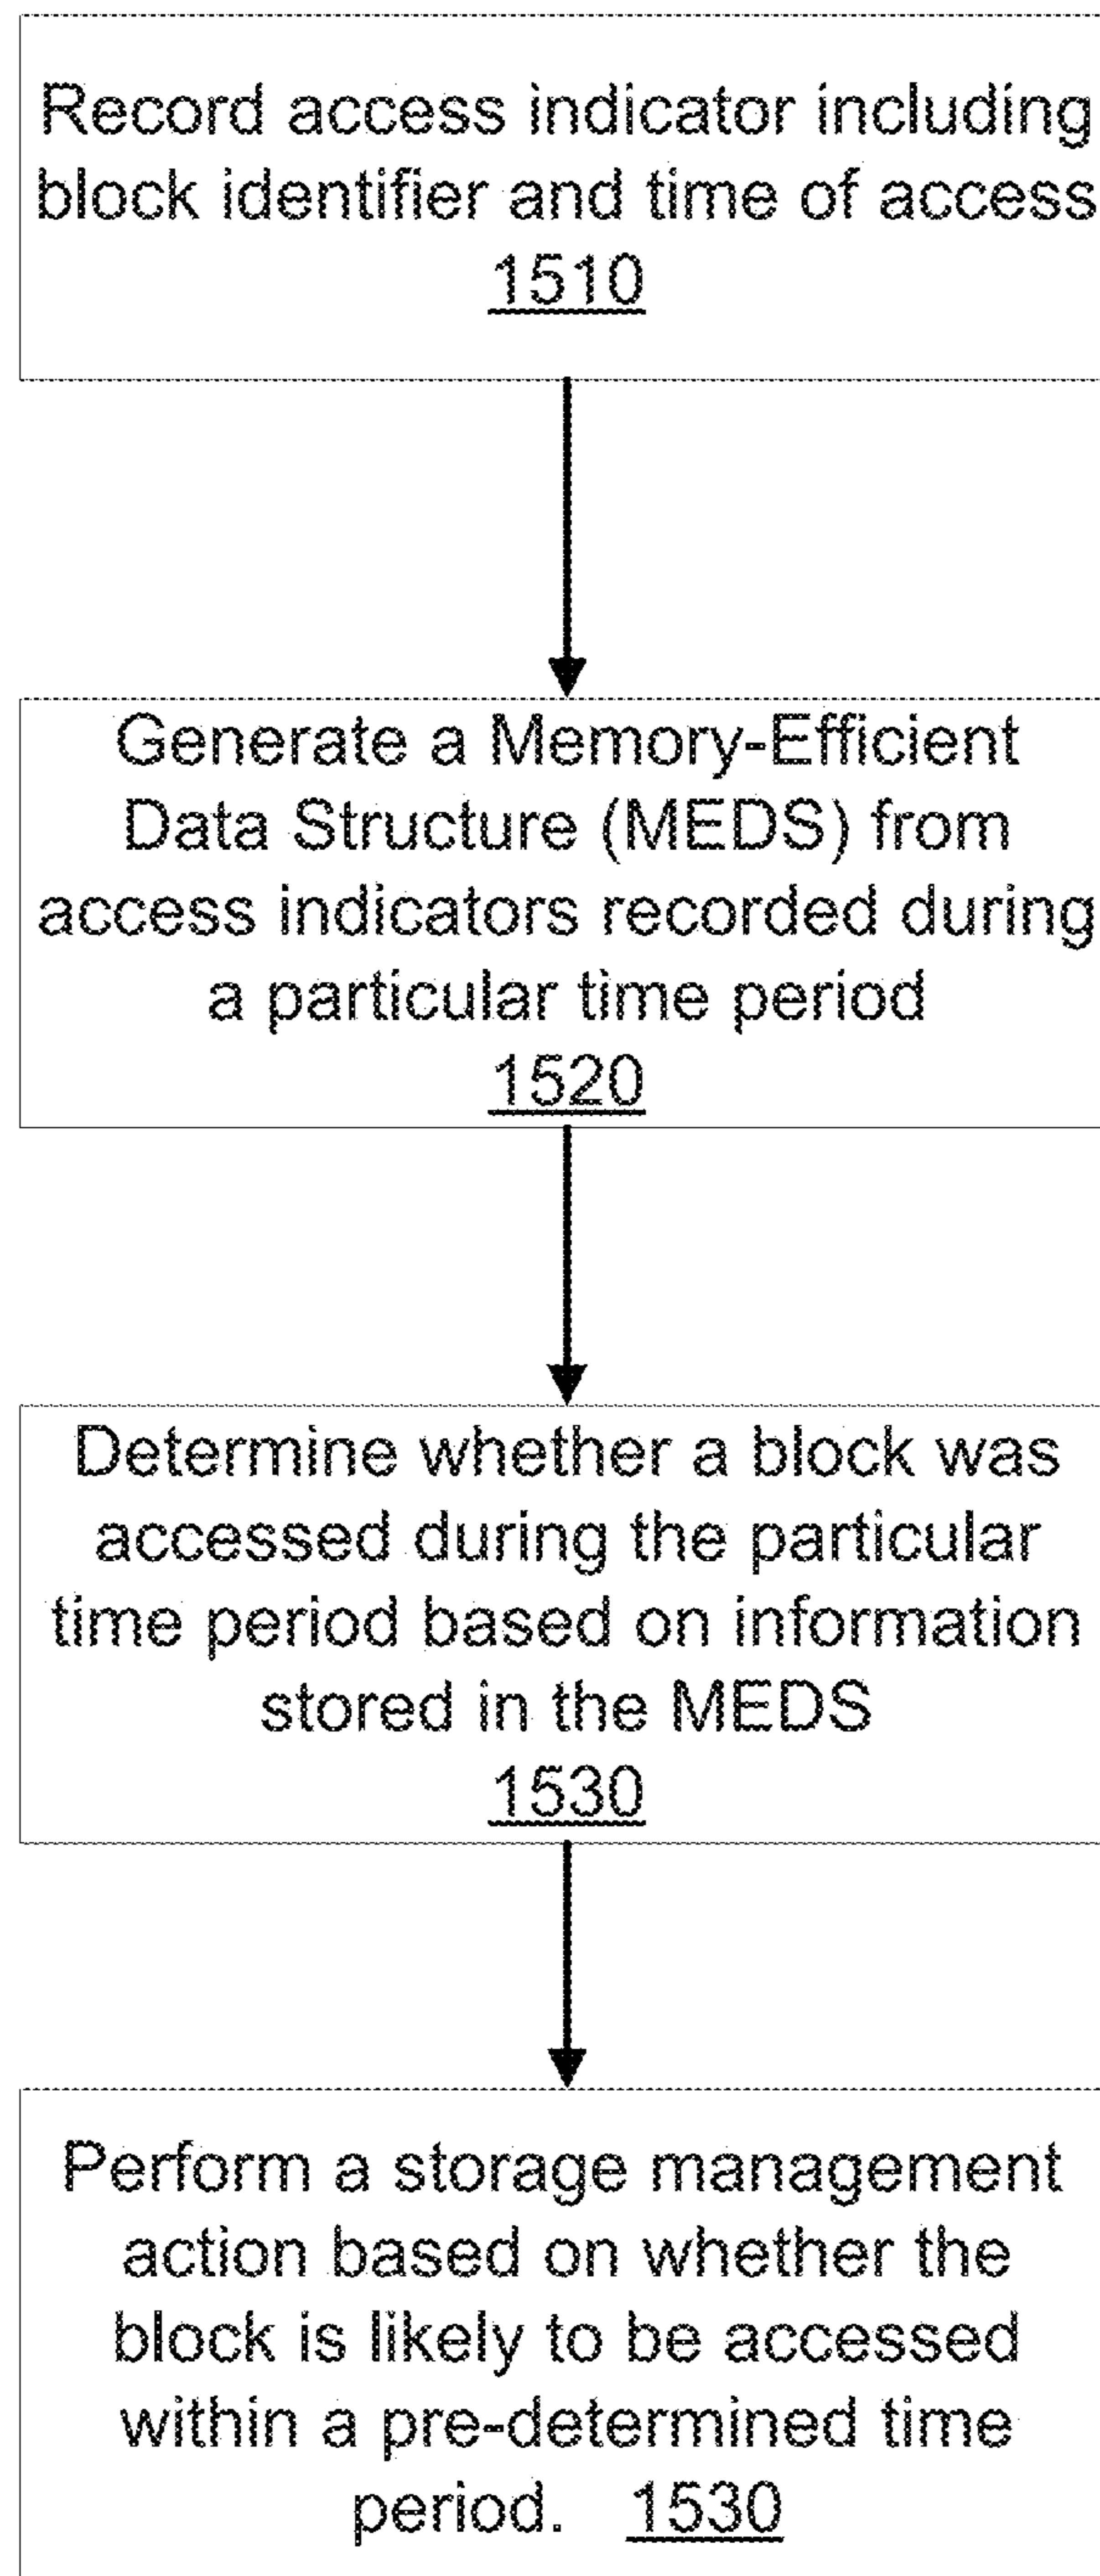 Record access indicator including
block identifier and time of access
1510
Generate a Memory-Efficient
Data Structure (MEDS) from
access indicators recorded during
a particular time period
1520
Determine whether a block was
accessed during the particular
time period based on information
stored in the MEDS
1530
Perform a storage management
action based on whether the
block is likely to be accessed
within a pre-determined time
period. 1530